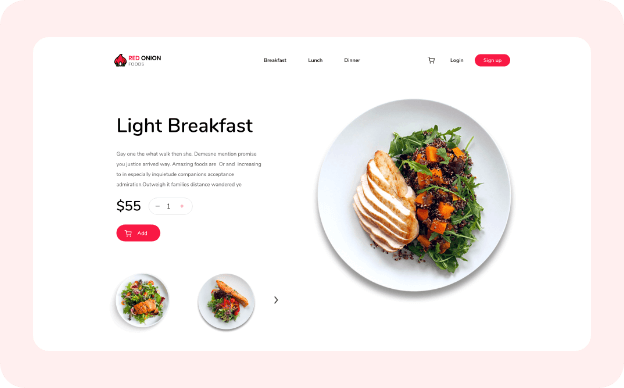 RED ONION
FOODS
Breakfast
Lunch
Dinner
Login
Sign up
Light Breakfast
Gay one the what walk then she. Demesne mention promise
you justice arrived way. Amazing foods are Or and increasing
to in especially inquietude companions acceptance
admiration Outweigh it families distance wandered ye
$55
− 1 +
Add